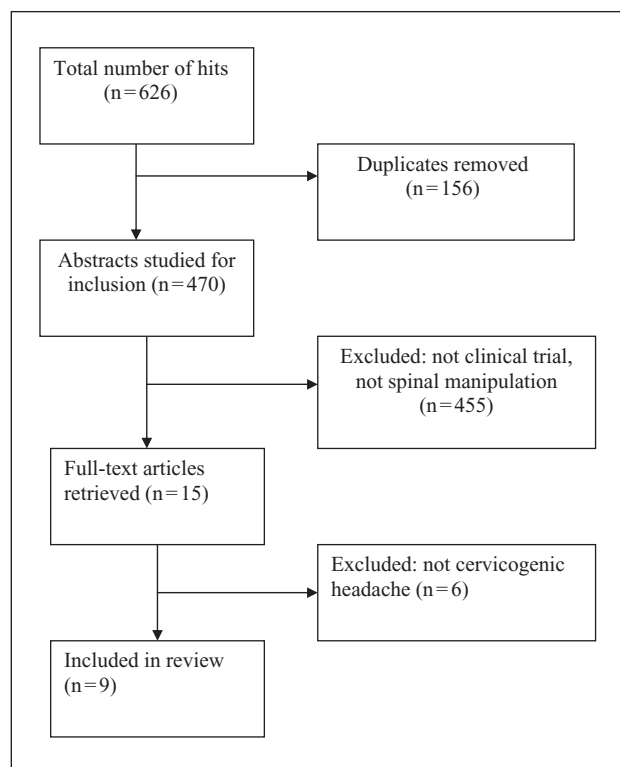 Total number of hits
(n=626)
Duplicates removed
(n=156)
Abstracts studied for
inclusion (n=470)
Excluded: not clinical trial,
not spinal manipulation
(n=455)
Full-text articles
retrieved (n=15)
Excluded: not cervicogenic
headache (n=6)
Included in review
(n=9)